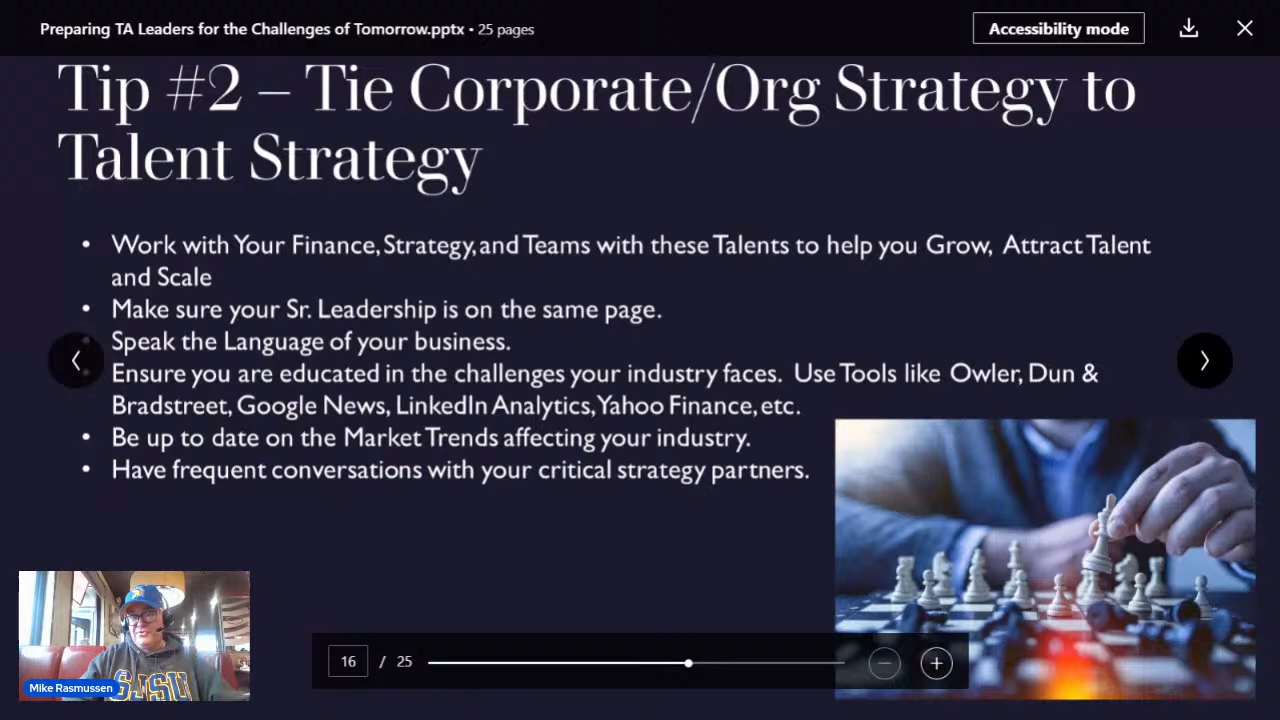 Preparing TA Leaders for the Challenges of Tomorrow.pptx • 25 pages
Accessibility mode
Tip #2 – Tie Corporate/Org Strategy to
Talent Strategy
• Work with Your Finance, Strategy, and Teams with these Talents to help you Grow, Attract Talent
and Scale
• Make sure your Sr. Leadership is on the same page.
Speak the Language of your business.
Ensure you are educated in the challenges your industry faces. Use Tools like Owler, Dun &
Bradstreet, Google News, LinkedIn Analytics, Yahoo Finance, etc.
• Be up to date on the Market Trends affecting your industry.
• Have frequent conversations with your critical strategy partners.
SJSU
Mike Rasmussen
16 / 25